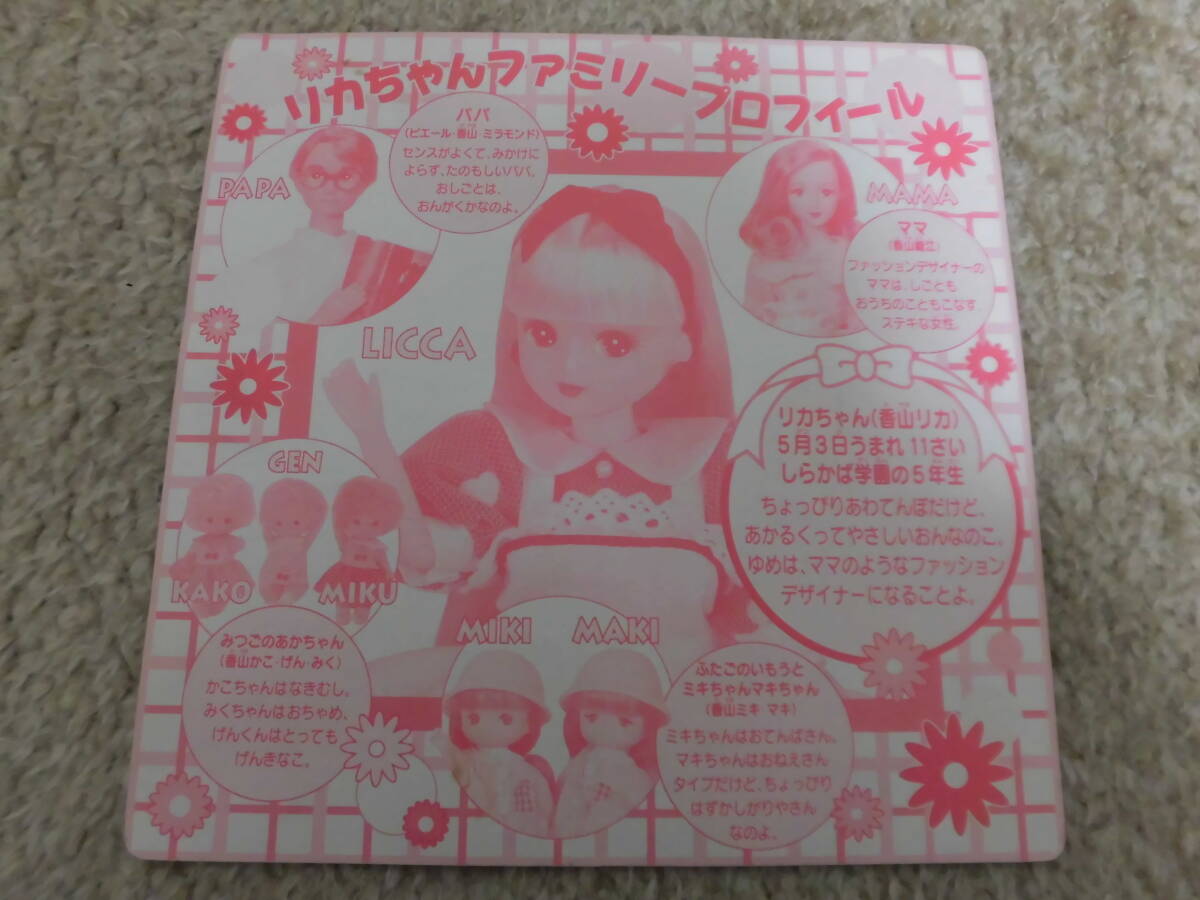 リカちゃんファミリープロフィール
PAPA
パパ
(ピエール・香山・ミラモンド)
センスがよくて、みかけに
よらず、たのもしいパパ。
おしごとは、
おんがくかなのよ。
MAMA
ママ
(香山織江)
ファッションデザイナーの
ママは、しごとも
おうちのこともこなす
ステキな女性。
LICCA
リカちゃん(香山リカ)
5月3日うまれ 11さい
しらかば学園の5年生
ちょっぴりあわてんぼだけど、
あかるくってやさしいおんなのこ。
ゆめは、ママのようなファッション
デザイナーになることよ。
GEN
KAKO
MIKU
みつごのあかちゃん
(香山かこ・げん・みく)
かこちゃんはなきむし。
みくちゃんはおちゃめ、
げんくんはとっても
げんきなこ。
MIKI
MAKI
ふたごのいもうと
ミキちゃんマキちゃん
(香山ミキ・マキ)
ミキちゃんはおてんばさん。
マキちゃんはおねえさん
タイプだけど、ちょっぴり
はずかしがりやさん
なのよ。